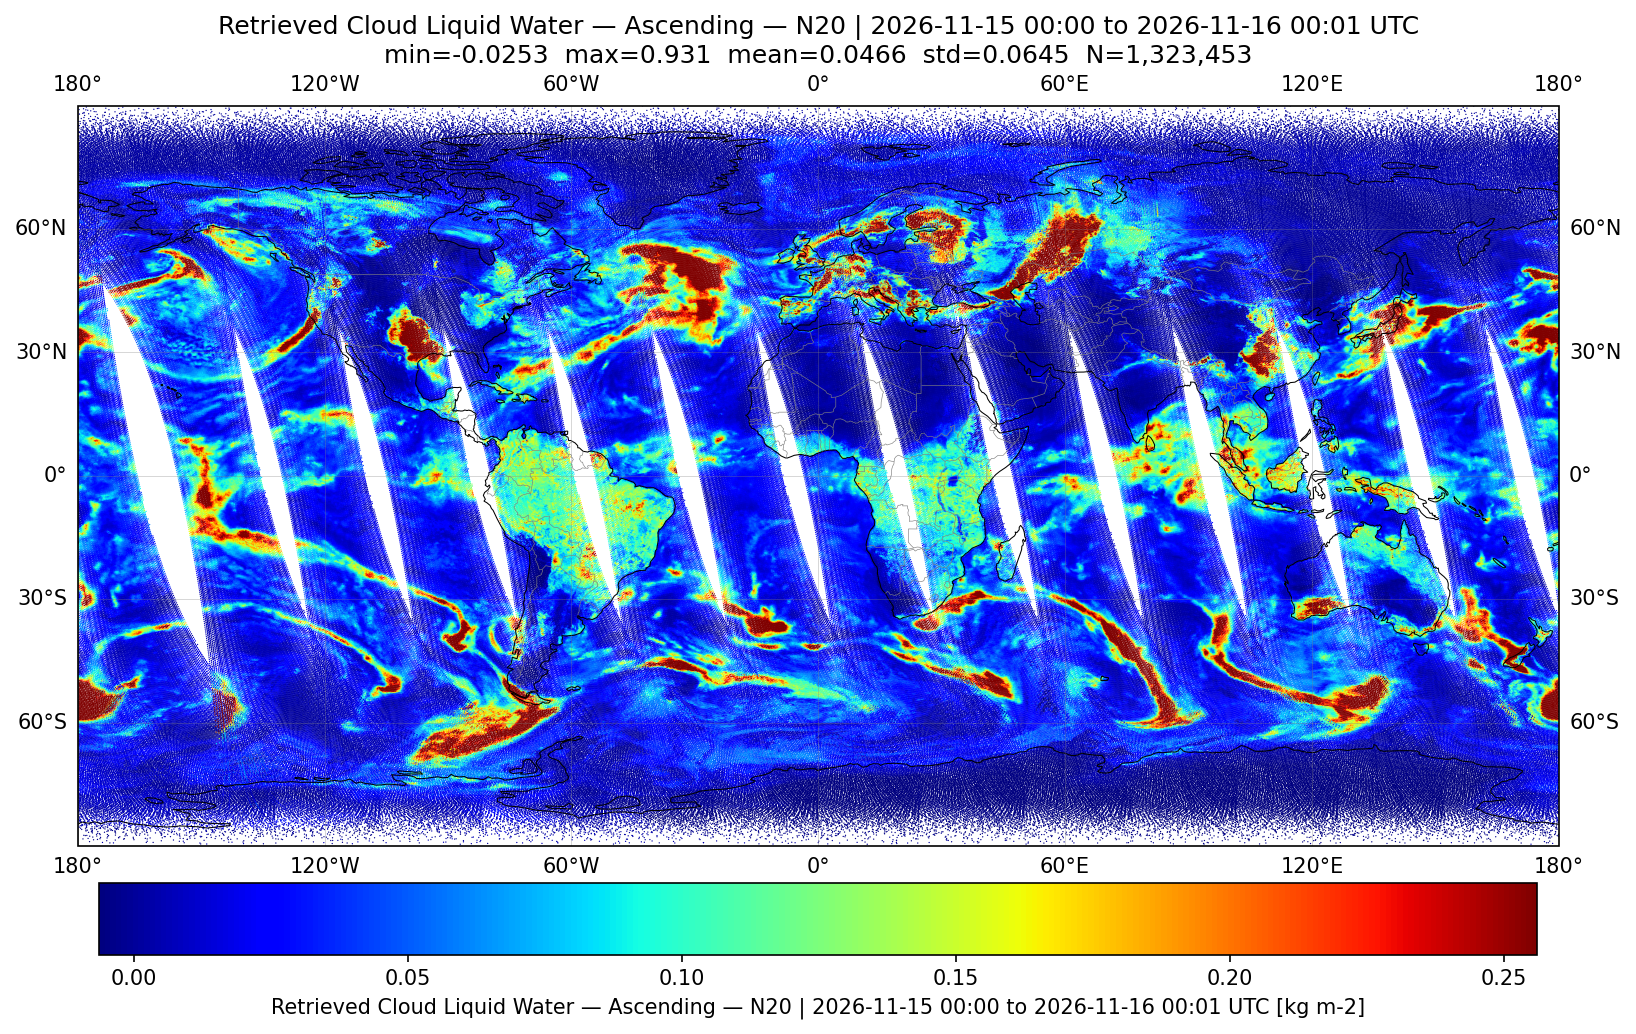 Retrieved Cloud Liquid Water — Ascending — N20 | 2026-11-15 00:00 to 2026-11-16 00:01 UTC
min=-0.0253 max=0.931 mean=0.0466 std=0.0645 N=1,323,453
180° 120°W 60°W 0° 60°E 120°E 180°
60°N 60°N
30°N 30°N
0° 0°
30°S 30°S
60°S 60°S
180° 120°W 60°W 0° 60°E 120°E 180°
0.00 0.05 0.10 0.15 0.20 0.25
Retrieved Cloud Liquid Water — Ascending — N20 | 2026-11-15 00:00 to 2026-11-16 00:01 UTC [kg m-2]